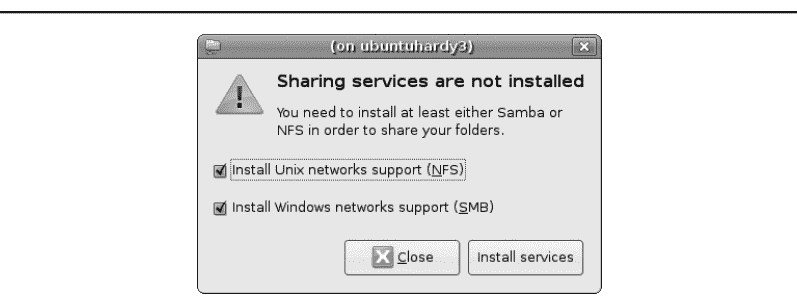 (on ubuntuhardy3)
Sharing services are not installed
You need to install at least either Samba or
NFS in order to share your folders.
Install Unix networks support (NFS)
Install Windows networks support (SMB)
Close
Install services